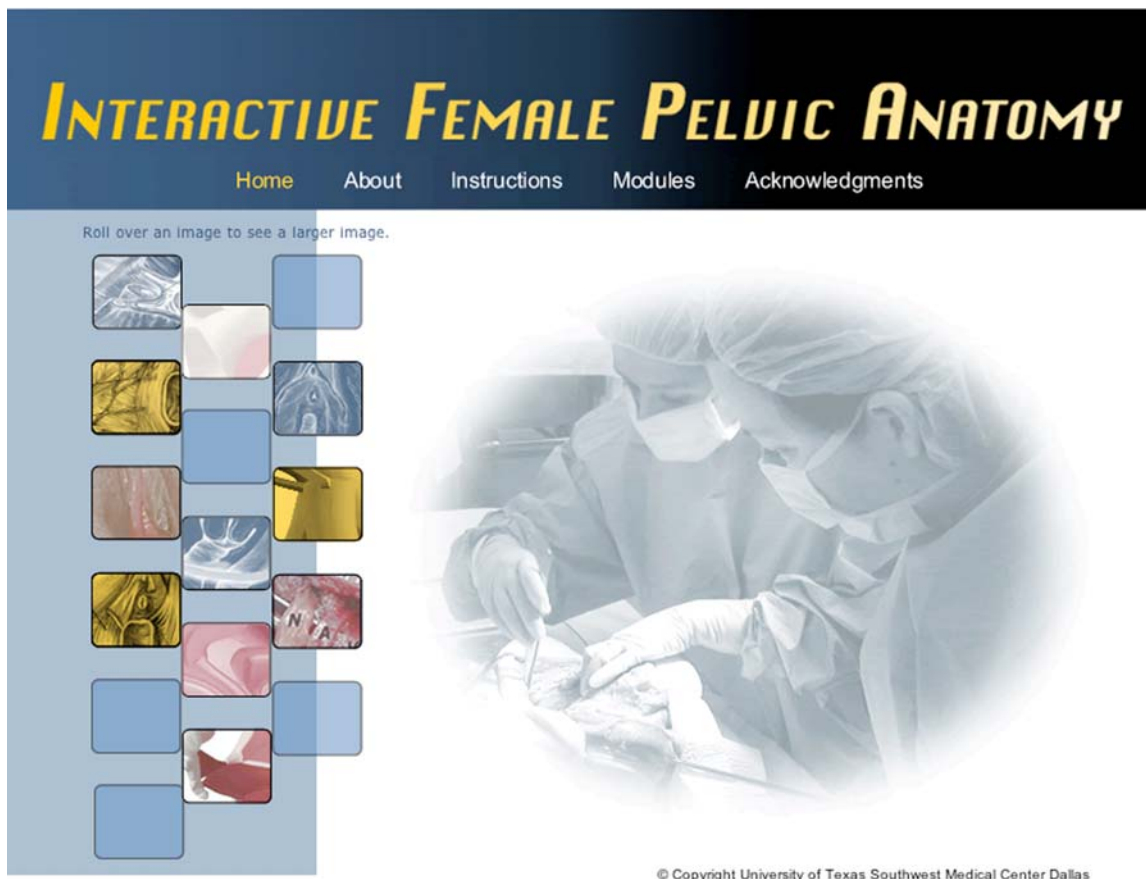 INTERACTIVE FEMALE PELVIC ANATOMY
Home About Instructions Modules Acknowledgments
Roll over an image to see a larger image.
N A
© Copyright University of Texas Southwest Medical Center Dallas